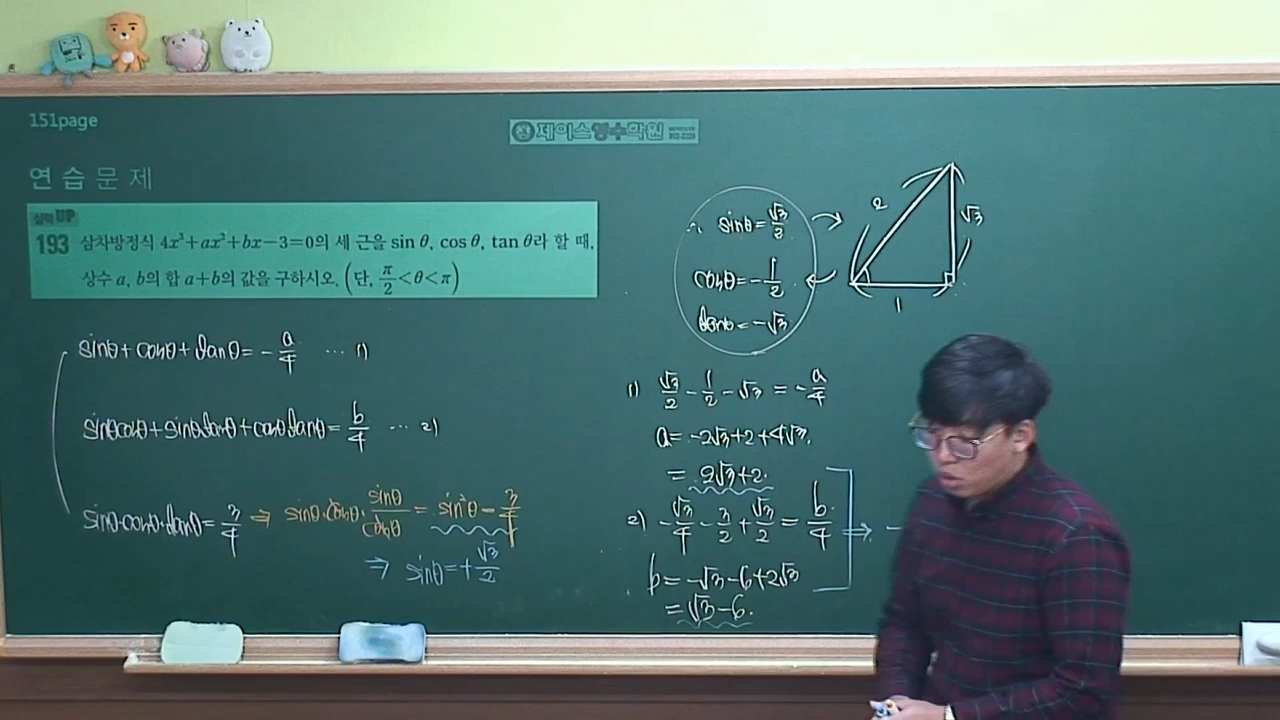 151page
제이스영수학원
연 습 문 제
실력UP
193 삼차방정식 4x³+ax²+bx−3=0의 세 근을 sin θ, cos θ, tan θ라 할 때,
상수 a, b의 합 a+b의 값을 구하시오. (단, π/2<θ<π)
sinθ+cosθ+tanθ = -a/4 ··· 1)
sinθcosθ+sinθtanθ+cosθtanθ = b/4 ··· 2)
sinθ·cosθ·tanθ = 3/4 ⇒ sinθ·cosθ·sinθ/cosθ = sin²θ = 3/4
⇒ sinθ = +√3/2
∴ sinθ = √3/2
cosθ = -1/2
tanθ = -√3
2
√3
1
1) √3/2 - 1/2 - √3 = -a/4
a = -2√3+2+4√3.
= 2√3+2.
2) -√3/4 - 3/2 + √3/2 = b/4 ⇒ -
b = -√3-6+2√3
= √3-6.